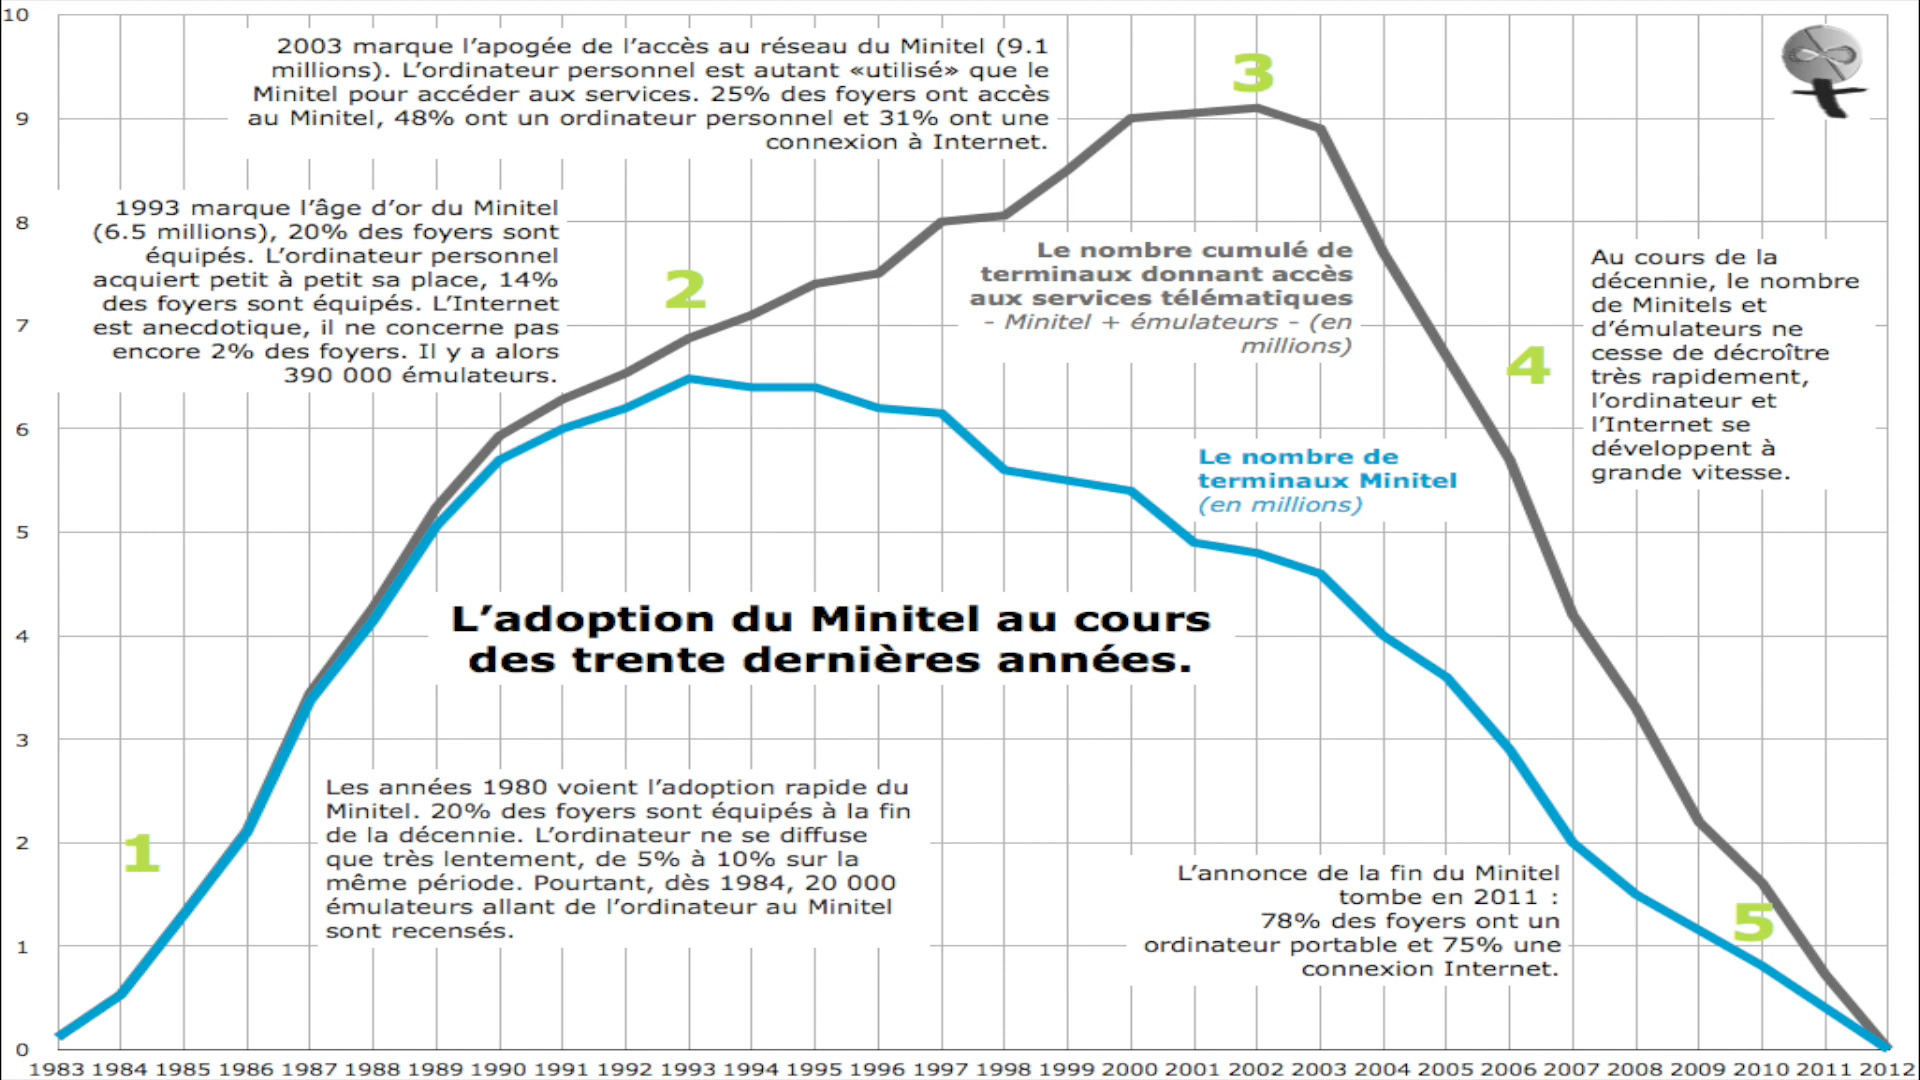 10
9
8
7
6
5
4
3
2
1
0
2003 marque l’apogée de l’accès au réseau du Minitel (9.1
millions). L’ordinateur personnel est autant «utilisé» que le
Minitel pour accéder aux services. 25% des foyers ont accès
au Minitel, 48% ont un ordinateur personnel et 31% ont une
connexion à Internet.
3
1993 marque l’âge d’or du Minitel
(6.5 millions), 20% des foyers sont
équipés. L’ordinateur personnel
acquiert petit à petit sa place, 14%
des foyers sont équipés. L’Internet
est anecdotique, il ne concerne pas
encore 2% des foyers. Il y a alors
390 000 émulateurs.
2
Le nombre cumulé de
terminaux donnant accès
aux services télématiques
- Minitel + émulateurs - (en
millions)
4
Au cours de la
décennie, le nombre
de Minitels et
d’émulateurs ne
cesse de décroître
très rapidement,
l’ordinateur et
l’Internet se
développent à
grande vitesse.
Le nombre de
terminaux Minitel
(en millions)
L’adoption du Minitel au cours
des trente dernières années.
1
Les années 1980 voient l’adoption rapide du
Minitel. 20% des foyers sont équipés à la fin
de la décennie. L’ordinateur ne se diffuse
que très lentement, de 5% à 10% sur la
même période. Pourtant, dès 1984, 20 000
émulateurs allant de l’ordinateur au Minitel
sont recensés.
L’annonce de la fin du Minitel
tombe en 2011 :
78% des foyers ont un
ordinateur portable et 75% une
connexion Internet.
5
1983 1984 1985 1986 1987 1988 1989 1990 1991 1992 1993 1994 1995 1996 1997 1998 1999 2000 2001 2002 2003 2004 2005 2006 2007 2008 2009 2010 2011 2012